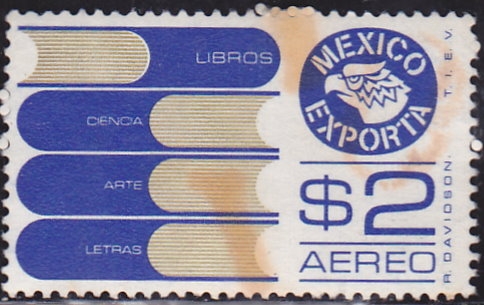 LIBROS
CIENCIA
ARTE
LETRAS
MEXICO
EXPORTA
$2
AEREO
T.I.E.V.
R. DAVIDSON.